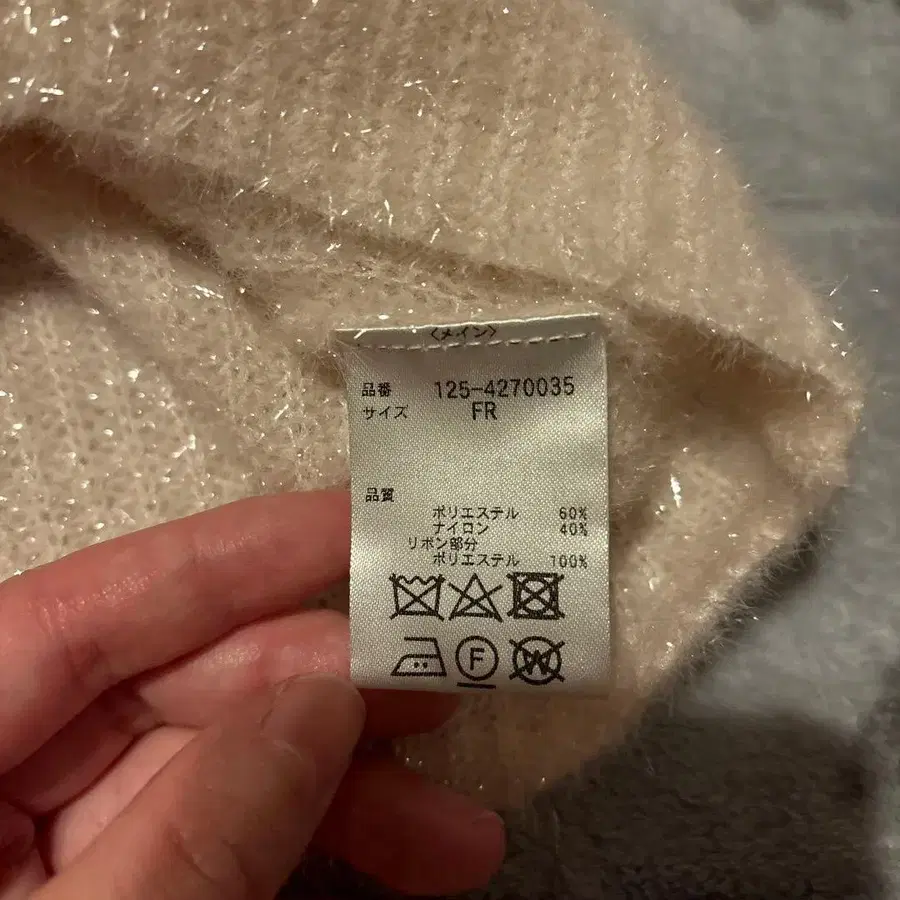 〈メイン〉
品番 125-4270035
サイズ FR
品質
ポリエステル 60%
ナイロン 40%
リボン部分
ポリエステル 100%
F
W